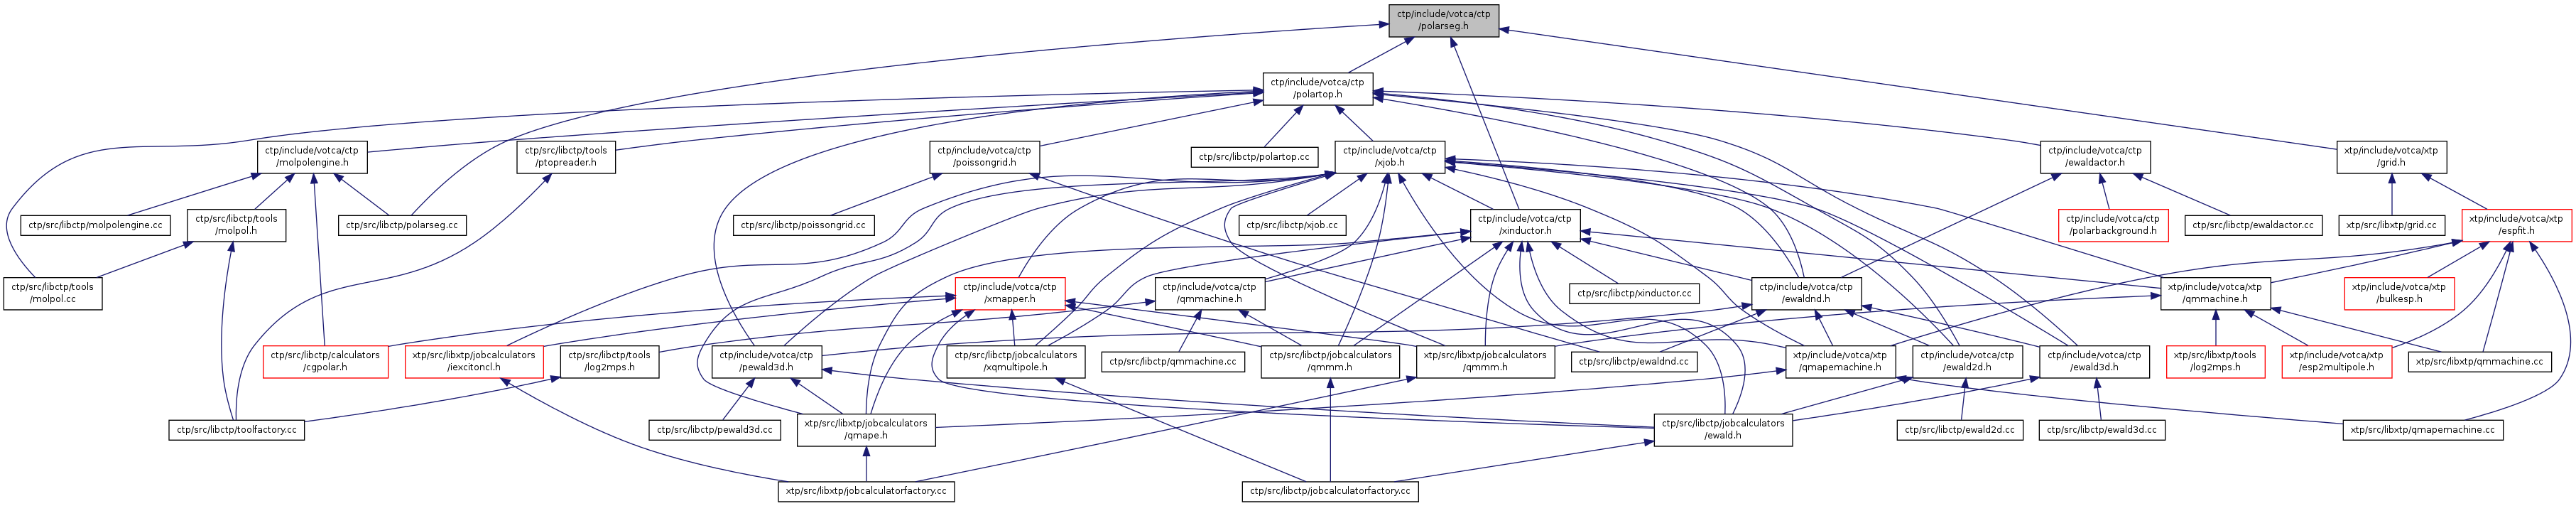 ctp/include/votca/ctp
/polarseg.h
ctp/include/votca/ctp
/polartop.h
ctp/include/votca/ctp
/molpolengine.h
ctp/src/libctp/tools
/ptopreader.h
ctp/include/votca/ctp
/poissongrid.h
ctp/src/libctp/polartop.cc
ctp/include/votca/ctp
/xjob.h
ctp/include/votca/ctp
/ewaldactor.h
xtp/include/votca/xtp
/grid.h
ctp/src/libctp/molpolengine.cc
ctp/src/libctp/tools
/molpol.h
ctp/src/libctp/polarseg.cc
ctp/src/libctp/poissongrid.cc
ctp/src/libctp/xjob.cc
ctp/include/votca/ctp
/xinductor.h
ctp/include/votca/ctp
/polarbackground.h
ctp/src/libctp/ewaldactor.cc
xtp/src/libxtp/grid.cc
xtp/include/votca/xtp
/espfit.h
ctp/src/libctp/tools
/molpol.cc
ctp/include/votca/ctp
/xmapper.h
ctp/include/votca/ctp
/qmmachine.h
ctp/src/libctp/xinductor.cc
ctp/include/votca/ctp
/ewaldnd.h
xtp/include/votca/xtp
/qmmachine.h
xtp/include/votca/xtp
/bulkesp.h
ctp/src/libctp/calculators
/cgpolar.h
xtp/src/libxtp/jobcalculators
/iexcitoncl.h
ctp/src/libctp/tools
/log2mps.h
ctp/include/votca/ctp
/pewald3d.h
ctp/src/libctp/jobcalculators
/xqmultipole.h
ctp/src/libctp/qmmachine.cc
ctp/src/libctp/jobcalculators
/qmmm.h
xtp/src/libxtp/jobcalculators
/qmmm.h
ctp/src/libctp/ewaldnd.cc
xtp/include/votca/xtp
/qmapemachine.h
ctp/include/votca/ctp
/ewald2d.h
ctp/include/votca/ctp
/ewald3d.h
xtp/src/libxtp/tools
/log2mps.h
xtp/include/votca/xtp
/esp2multipole.h
xtp/src/libxtp/qmmachine.cc
ctp/src/libctp/toolfactory.cc
ctp/src/libctp/pewald3d.cc
xtp/src/libxtp/jobcalculators
/qmape.h
ctp/src/libctp/jobcalculators
/ewald.h
ctp/src/libctp/ewald2d.cc
ctp/src/libctp/ewald3d.cc
xtp/src/libxtp/qmapemachine.cc
xtp/src/libxtp/jobcalculatorfactory.cc
ctp/src/libctp/jobcalculatorfactory.cc